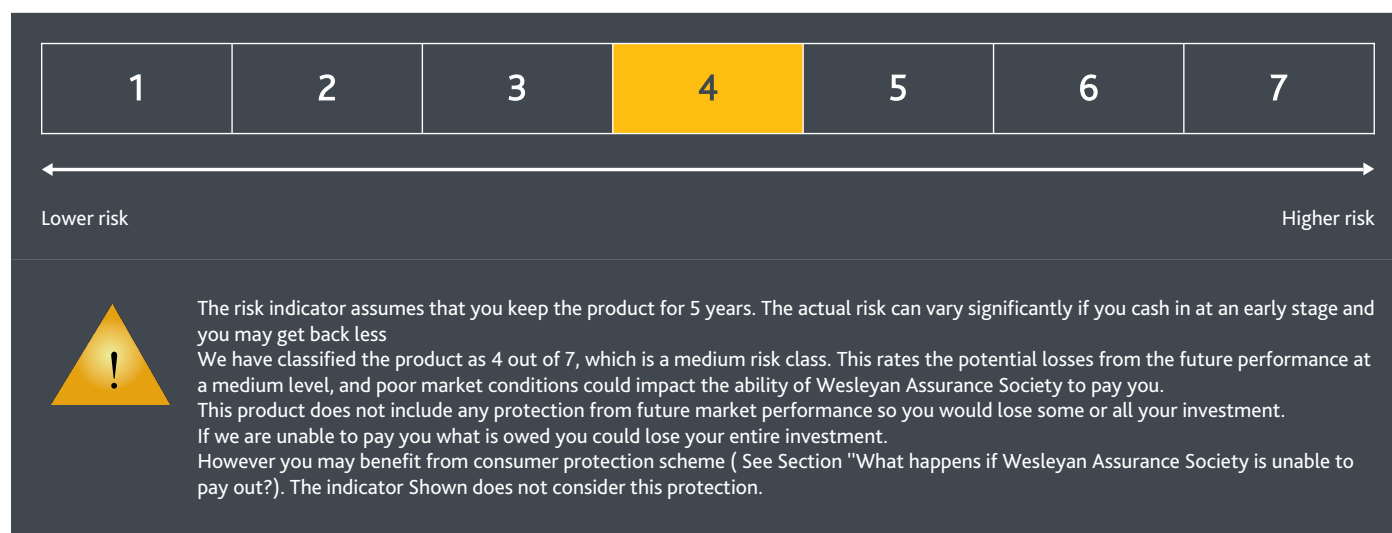 1 2 3 4 5 6 7
Lower risk Higher risk
!
The risk indicator assumes that you keep the product for 5 years. The actual risk can vary significantly if you cash in at an early stage and
you may get back less
We have classified the product as 4 out of 7, which is a medium risk class. This rates the potential losses from the future performance at
a medium level, and poor market conditions could impact the ability of Wesleyan Assurance Society to pay you.
This product does not include any protection from future market performance so you would lose some or all your investment.
If we are unable to pay you what is owed you could lose your entire investment.
However you may benefit from consumer protection scheme ( See Section "What happens if Wesleyan Assurance Society is unable to
pay out?). The indicator Shown does not consider this protection.